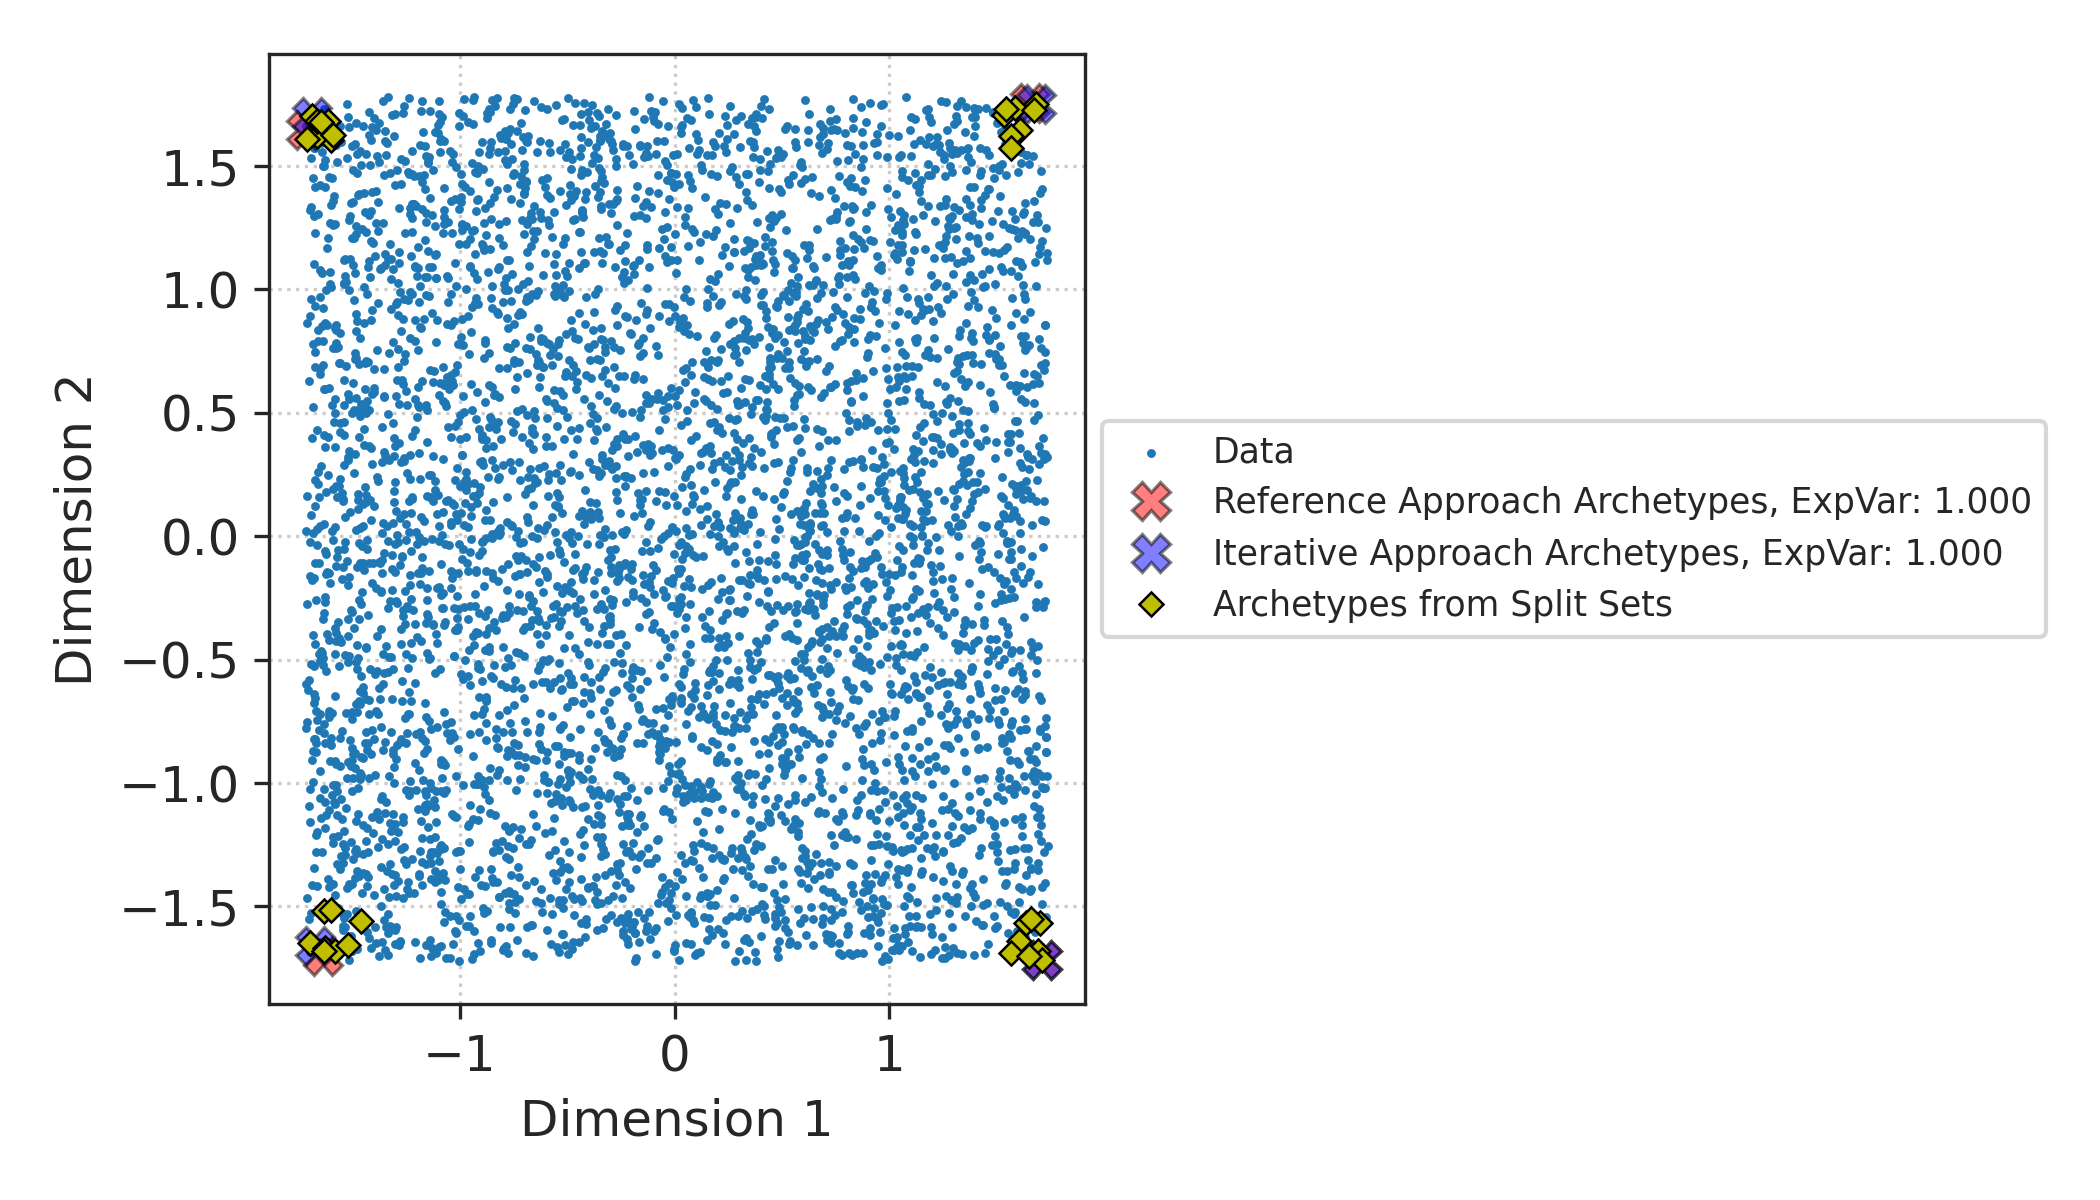 1.5
1.0
0.5
0.0
−0.5
−1.0
−1.5
Dimension 2
−1
0
1
Dimension 1
Data
Reference Approach Archetypes, ExpVar: 1.000
Iterative Approach Archetypes, ExpVar: 1.000
Archetypes from Split Sets